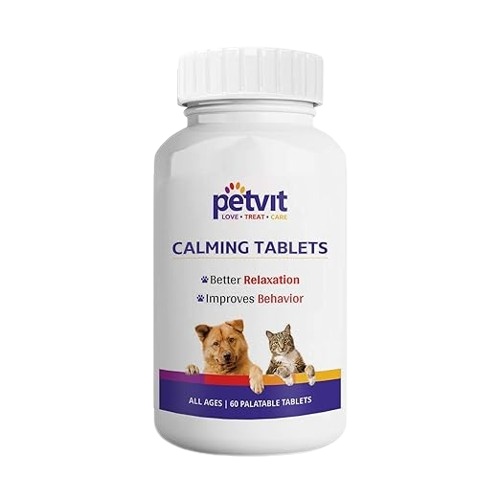 petvit
LOVE • TREAT • CARE
CALMING TABLETS
Better Relaxation
Improves Behavior
ALL AGES | 60 PALATABLE TABLETS